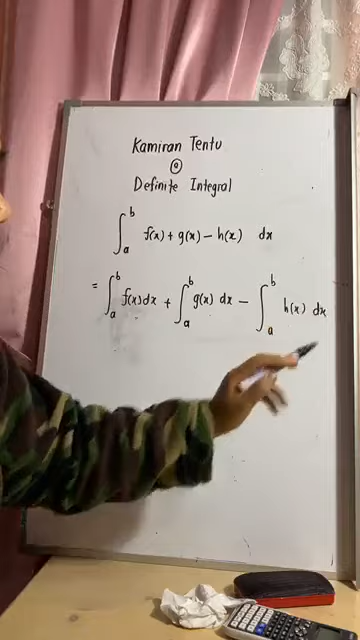 Kamiran Tentu
@
Definite Integral
∫ₐᵇ f(x) + g(x) − h(x) dx
= ∫ₐᵇ f(x) dx + ∫ₐᵇ g(x) dx − ∫ₐᵇ h(x) dx